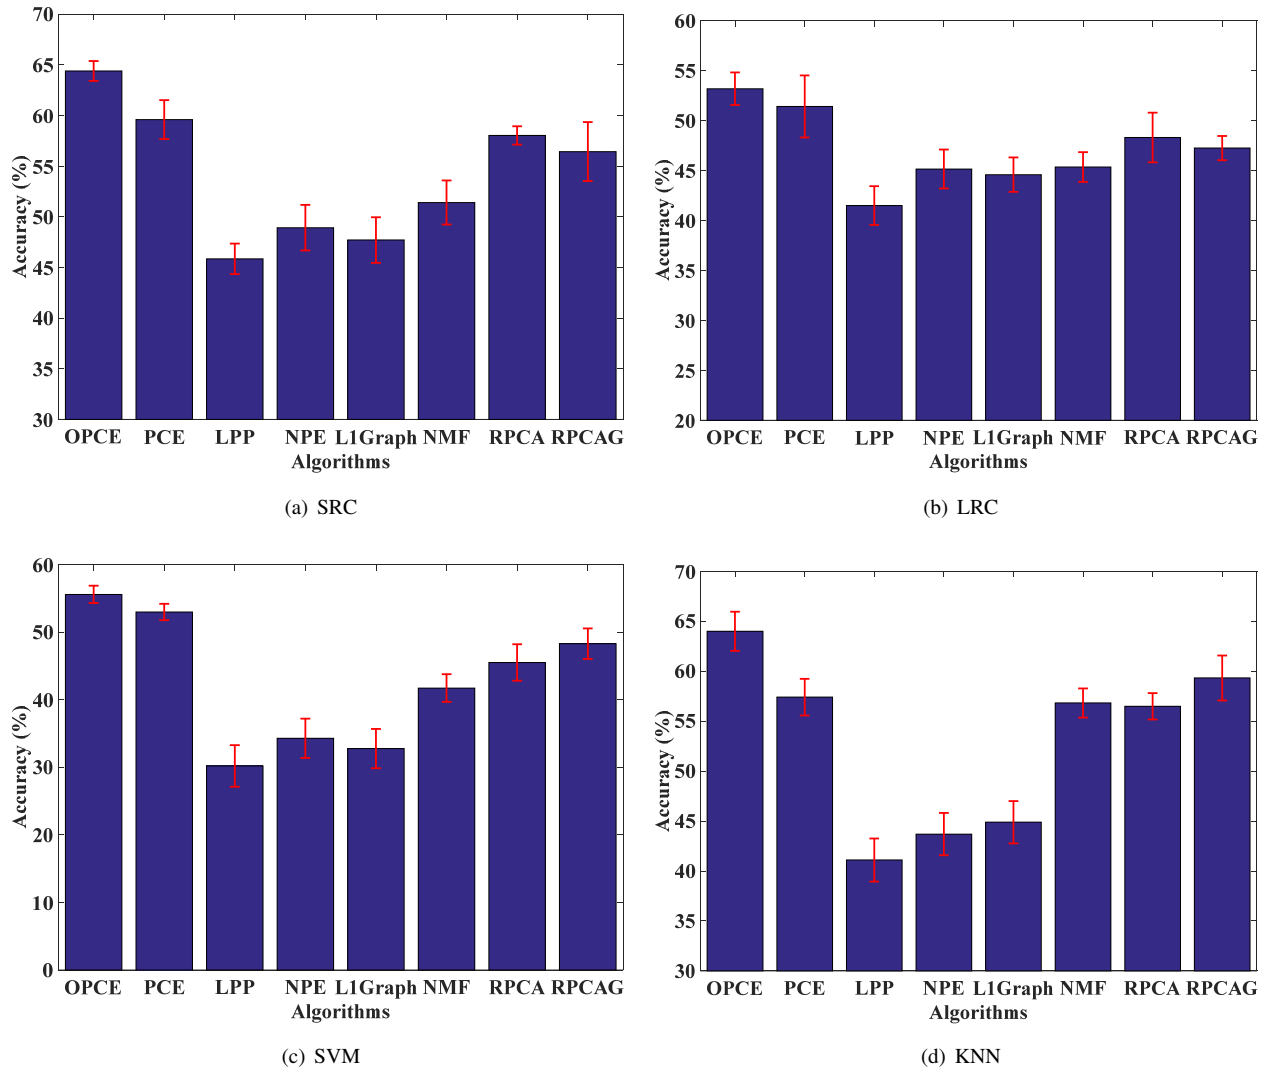 70
65
60
55
50
45
40
35
30
Accuracy (%)
OPCE PCE LPP NPE L1Graph NMF RPCA RPCAG
Algorithms
(a) SRC
60
55
50
45
40
35
30
25
20
Accuracy (%)
OPCE PCE LPP NPE L1Graph NMF RPCA RPCAG
Algorithms
(b) LRC
60
50
40
30
20
10
0
Accuracy (%)
OPCE PCE LPP NPE L1Graph NMF RPCA RPCAG
Algorithms
(c) SVM
70
65
60
55
50
45
40
35
30
Accuracy (%)
OPCE PCE LPP NPE L1Graph NMF RPCA RPCAG
Algorithms
(d) KNN